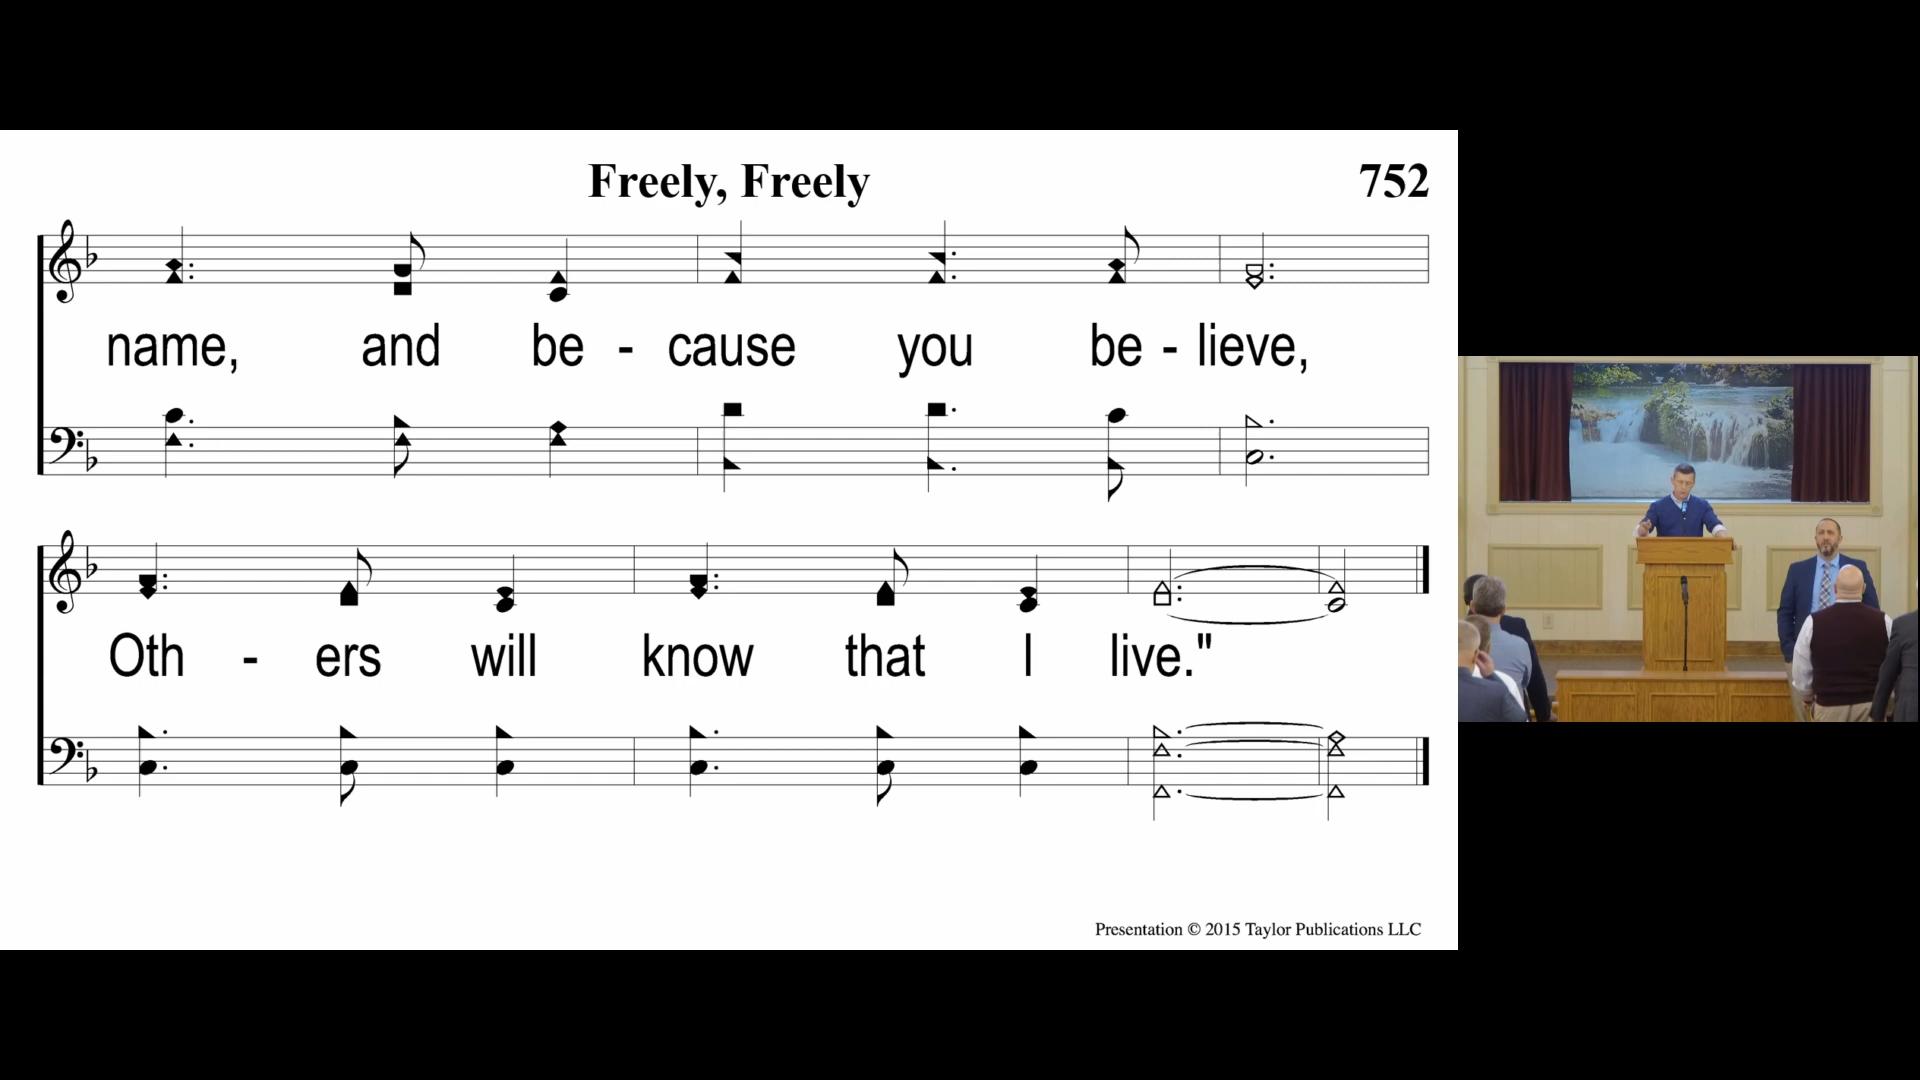 Freely, Freely
752
name, and be - cause you be - lieve,
Oth - ers will know that I live."
Presentation © 2015 Taylor Publications LLC